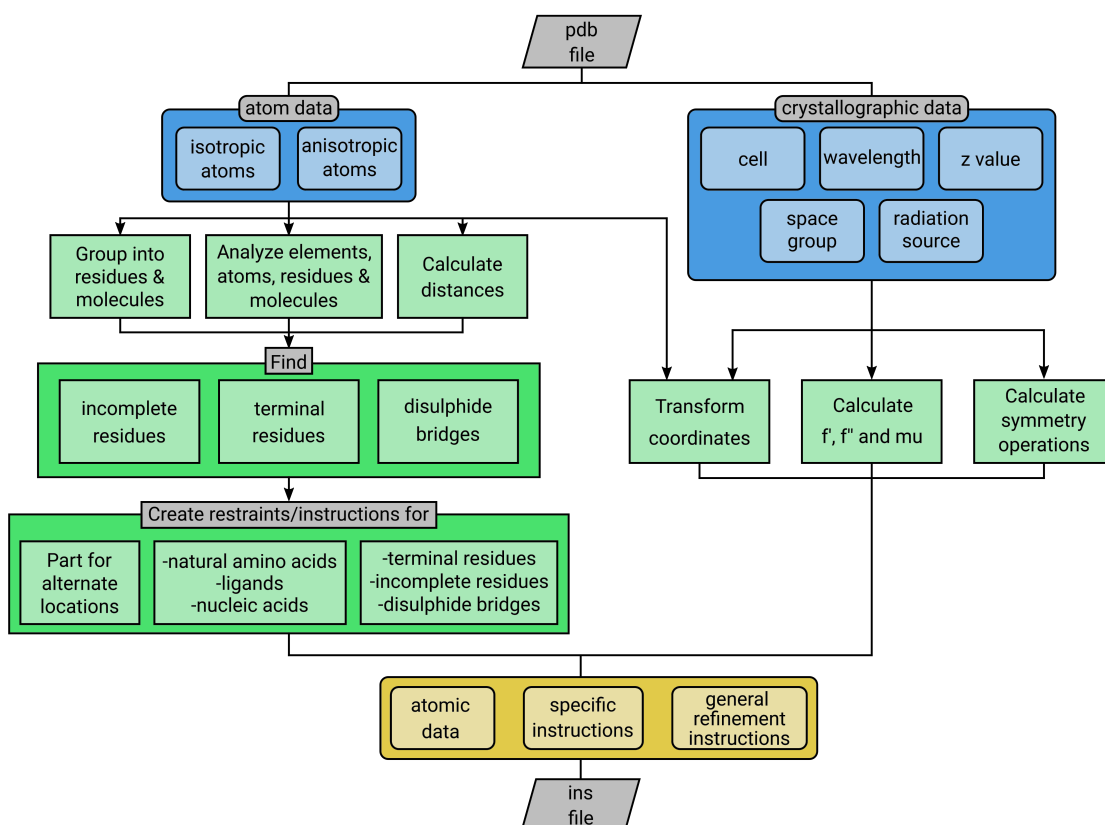 pdb
file
atom data
isotropic
atoms
anisotropic
atoms
crystallographic data
cell
wavelength
z value
space
group
radiation
source
Group into
residues &
molecules
Analyze elements,
atoms, residues &
molecules
Calculate
distances
Find
incomplete
residues
terminal
residues
disulphide
bridges
Transform
coordinates
Calculate
f', f" and mu
Calculate
symmetry
operations
Create restraints/instructions for
Part for
alternate
locations
-natural amino acids
-ligands
-nucleic acids
-terminal residues
-incomplete residues
-disulphide bridges
atomic
data
specific
instructions
general
refinement
instructions
ins
file